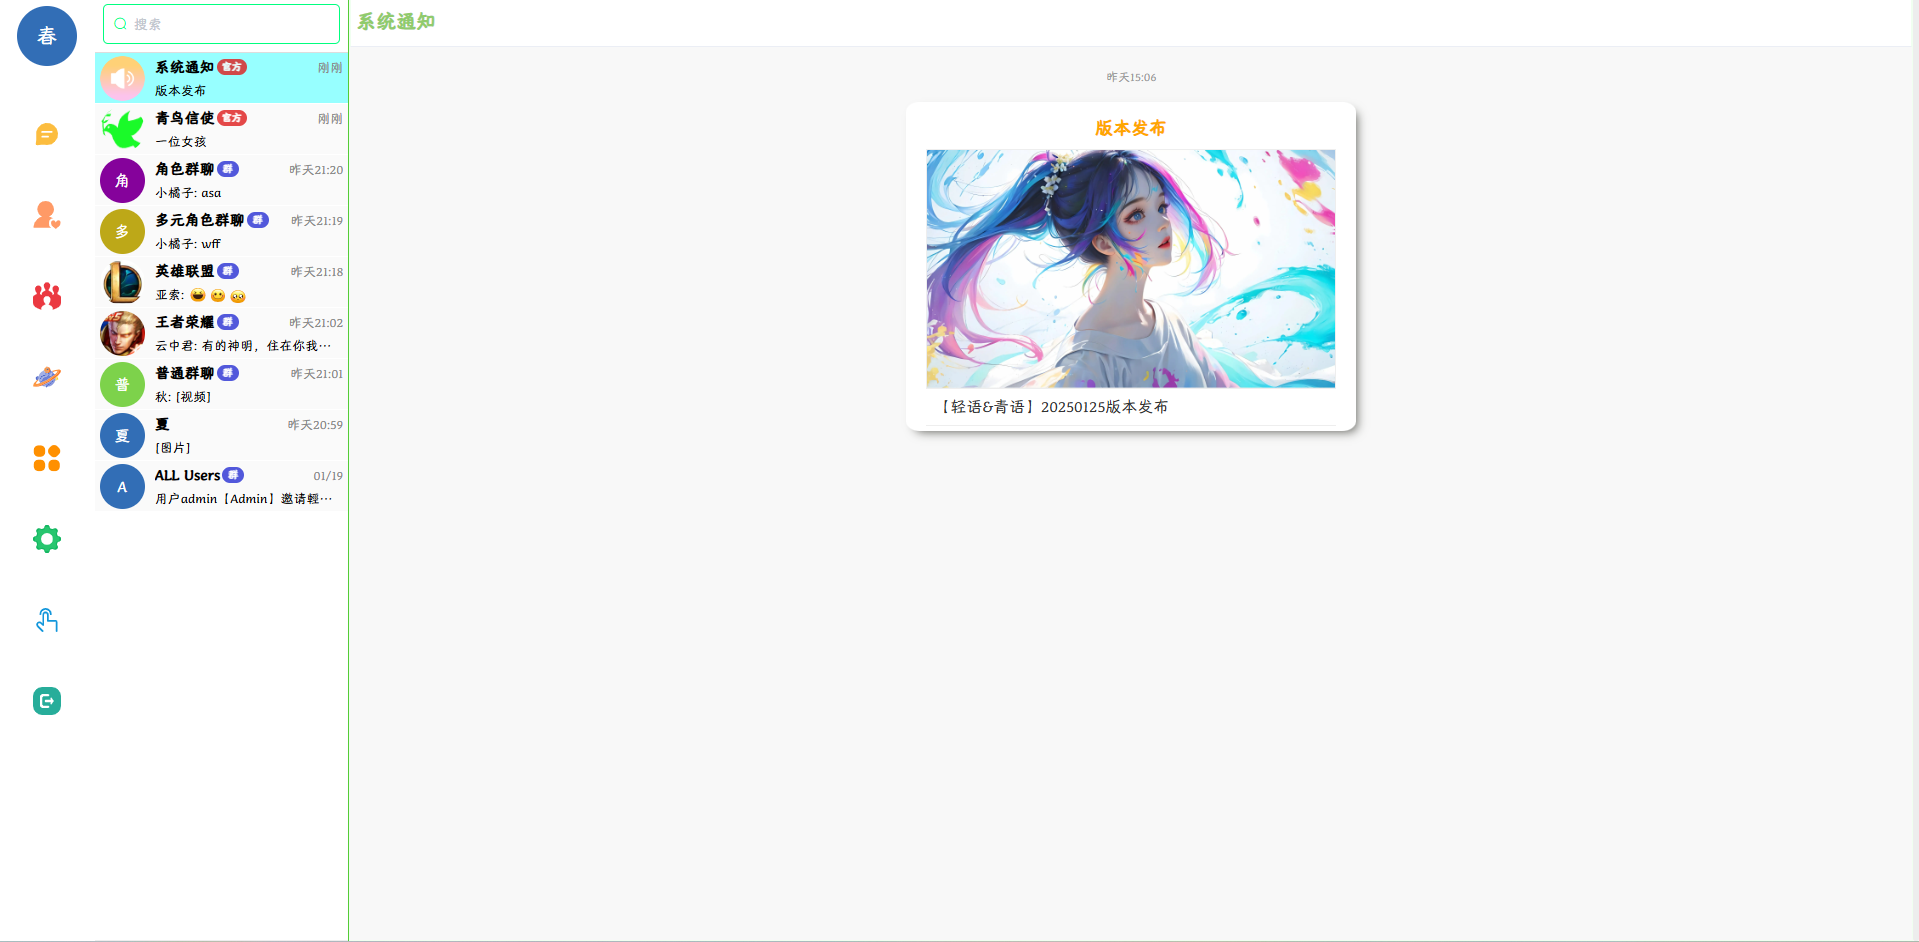 春
搜索
系统通知 官方 刚刚
版本发布
青鸟信使 官方 刚刚
一位女孩
角
角色群聊 群 昨天21:20
小橘子: asa
多
多元角色群聊 群 昨天21:19
小橘子: wff
英雄联盟 群 昨天21:18
亚索: 😄 🙂 🥹
王者荣耀 群 昨天21:02
云中君: 有的神明，住在你我…
普
普通群聊 群 昨天21:01
秋: [视频]
夏
夏 昨天20:59
[图片]
A
ALL Users 群 01/19
用户admin【Admin】邀请輕…
系统通知
昨天15:06
版本发布
【轻语&青语】20250125版本发布